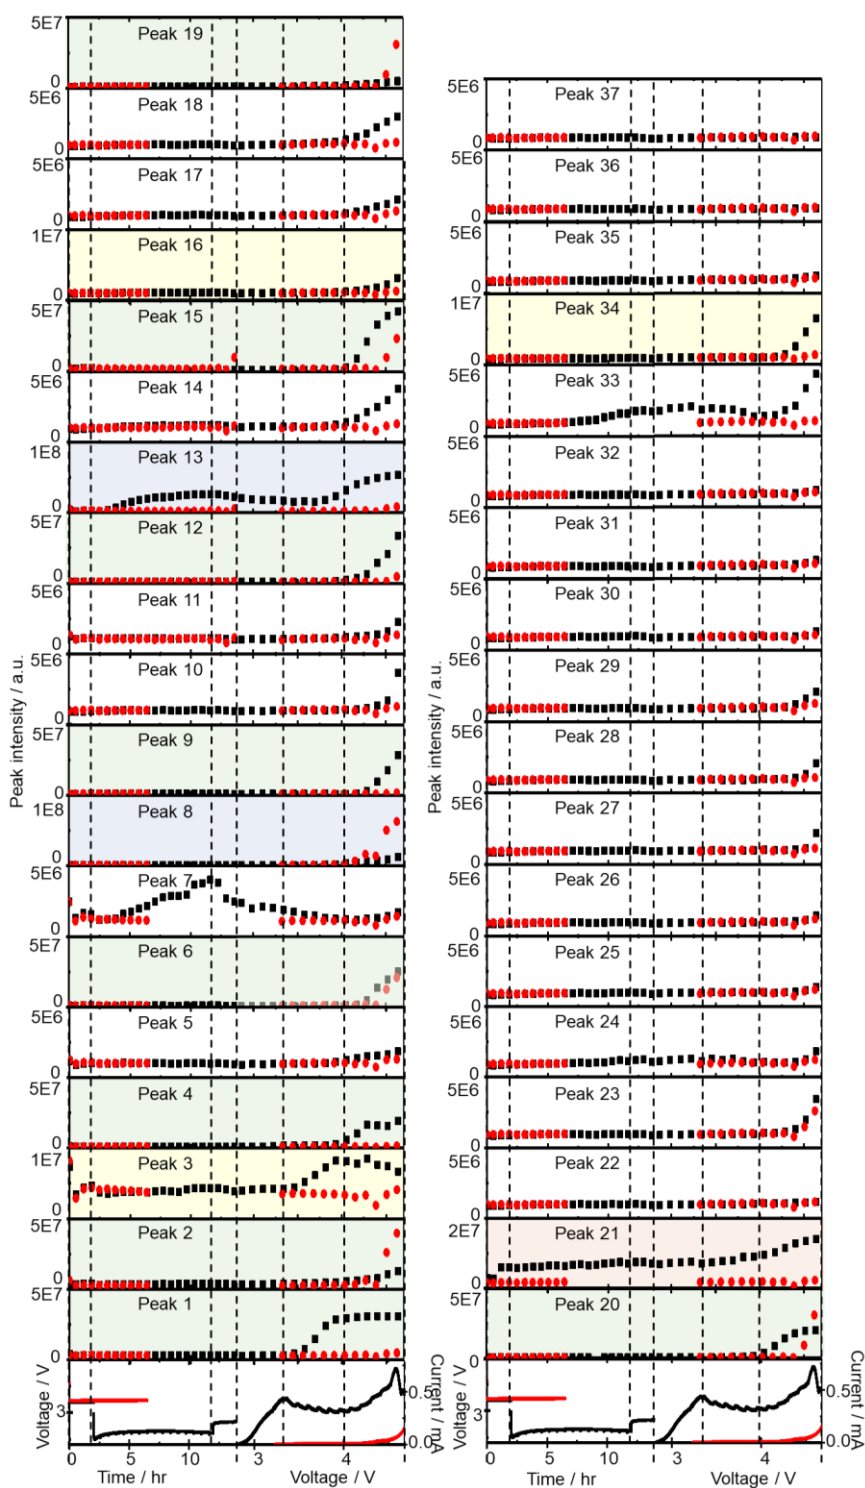 5E7
Peak 19
0
5E6
Peak 18
0
5E6
Peak 17
0
1E7
Peak 16
0
5E7
Peak 15
0
5E6
Peak 14
0
1E8
Peak 13
0
5E7
Peak 12
0
5E6
Peak 11
0
5E6
Peak 10
0
5E7
Peak 9
0
1E8
Peak 8
0
5E6
Peak 7
0
5E7
Peak 6
0
5E6
Peak 5
0
5E7
Peak 4
0
1E7
Peak 3
0
5E7
Peak 2
0
5E7
Peak 1
0
Peak intensity / a.u.
Voltage / V
3
0.5
0.0
Current / mA
0 5 10 3 4
Time / hr Voltage / V
5E6
Peak 37
0
5E6
Peak 36
0
5E6
Peak 35
0
1E7
Peak 34
0
5E6
Peak 33
0
5E6
Peak 32
0
5E6
Peak 31
0
5E6
Peak 30
0
5E6
Peak 29
0
5E6
Peak 28
0
5E6
Peak 27
0
5E6
Peak 26
0
5E6
Peak 25
0
5E6
Peak 24
0
5E6
Peak 23
0
5E6
Peak 22
0
2E7
Peak 21
0
5E7
Peak 20
0
Peak intensity / a.u.
Voltage / V
3
0.5
0.0
Current / mA
0 5 10 3 4
Time / hr Voltage / V